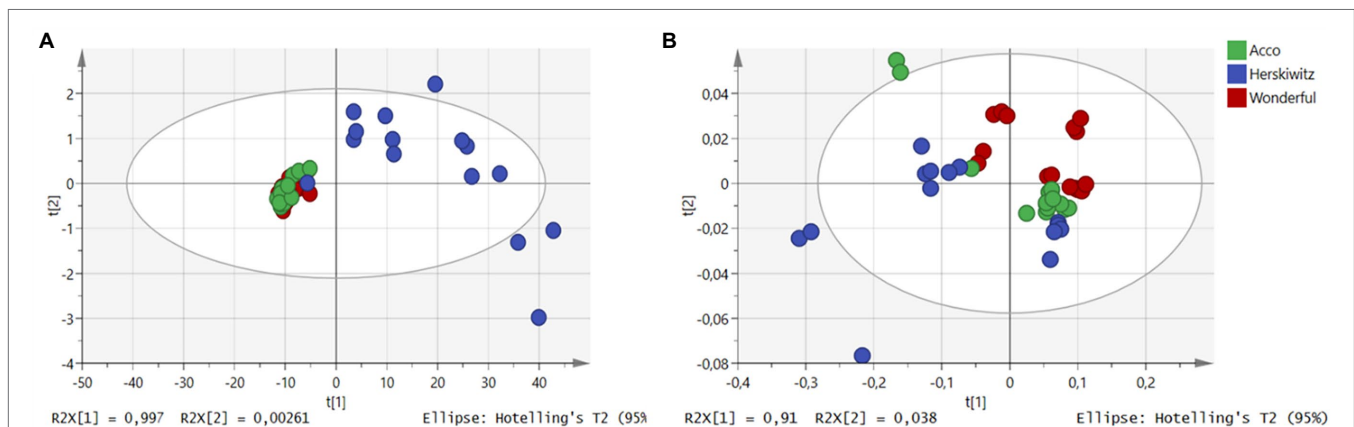 A
B
Acco
Herskiwitz
Wonderful
t[2]
2
1
0
-1
-2
-3
-4
-50
-40
-30
-20
-10
0
10
20
30
40
t[1]
R2X[1] = 0,997 R2X[2] = 0,00261 Ellipse: Hotelling's T2 (95%
t[2]
0,04
0,02
0
-0,02
-0,04
-0,06
-0,08
-0,4
-0,3
-0,2
-0,1
0
0,1
0,2
t[1]
R2X[1] = 0,91 R2X[2] = 0,038 Ellipse: Hotelling's T2 (95%)